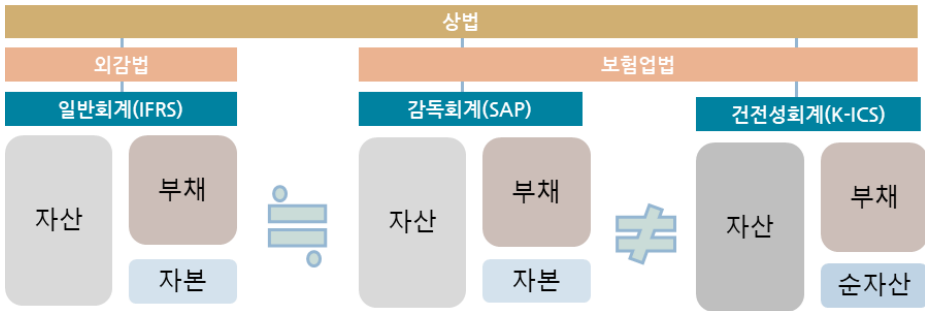 상법
외감법
보험업법
일반회계(IFRS)
감독회계(SAP)
건전성회계(K-ICS)
자산
부채
자본
자산
부채
자본
자산
부채
순자산